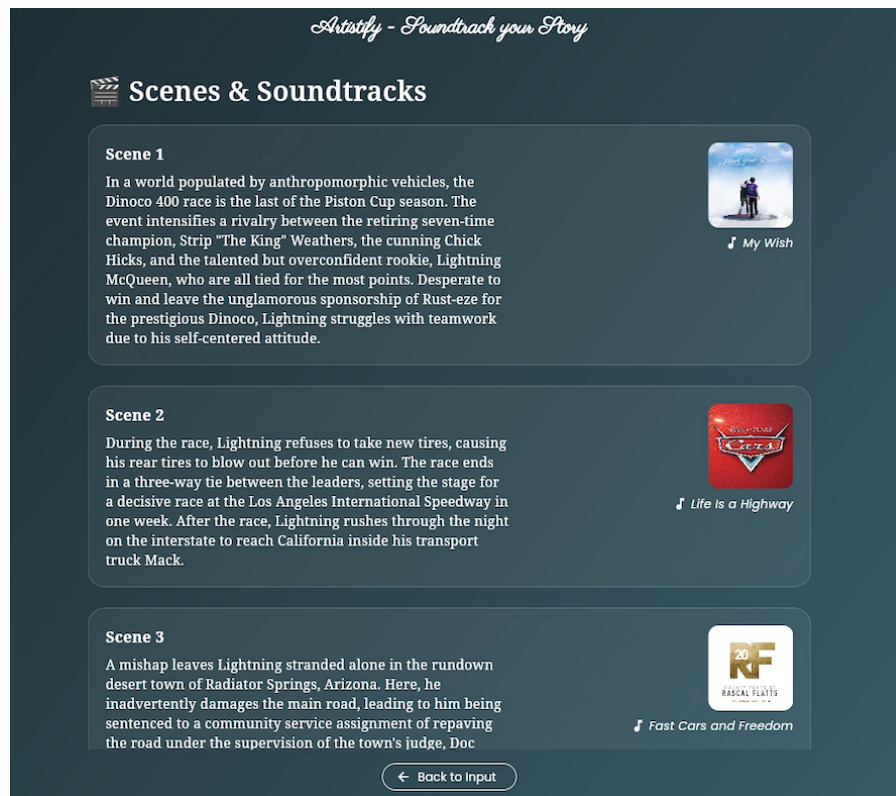 Artistify - Soundtrack your Story
🎬 Scenes & Soundtracks
Scene 1
In a world populated by anthropomorphic vehicles, the
Dinoco 400 race is the last of the Piston Cup season. The
event intensifies a rivalry between the retiring seven-time
champion, Strip "The King" Weathers, the cunning Chick
Hicks, and the talented but overconfident rookie, Lightning
McQueen, who are all tied for the most points. Desperate to
win and leave the unglamorous sponsorship of Rust-eze for
the prestigious Dinoco, Lightning struggles with teamwork
due to his self-centered attitude.
♪ My Wish
Scene 2
During the race, Lightning refuses to take new tires, causing
his rear tires to blow out before he can win. The race ends
in a three-way tie between the leaders, setting the stage for
a decisive race at the Los Angeles International Speedway in
one week. After the race, Lightning rushes through the night
on the interstate to reach California inside his transport
truck Mack.
Cars
♪ Life Is a Highway
Scene 3
A mishap leaves Lightning stranded alone in the rundown
desert town of Radiator Springs, Arizona. Here, he
inadvertently damages the main road, leading to him being
sentenced to a community service assignment of repaving
the road under the supervision of the town's judge, Doc
20
RF
RASCAL FLATTS
♪ Fast Cars and Freedom
← Back to Input